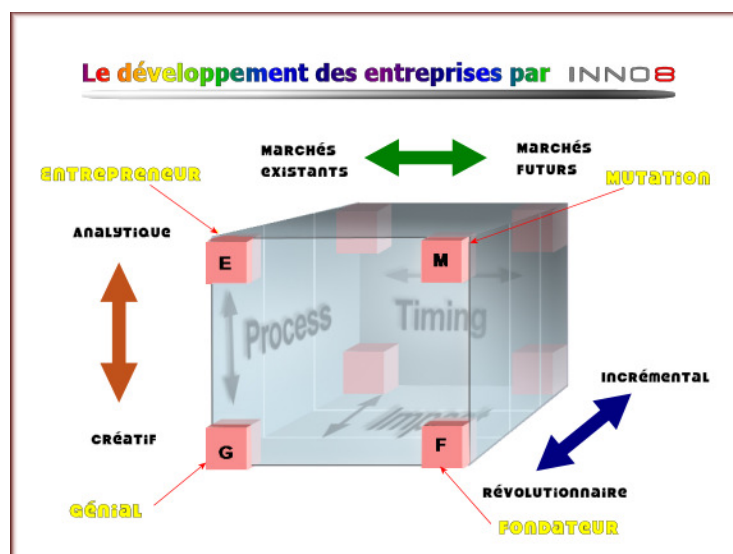 Le développement des entreprises par INNO8
MARCHÉS
EXISTANTS
MARCHÉS
FUTURS
ENTREPRENEUR
MUTATION
ANALYTIQUE
E
M
Process
Timing
INCRÉMENTAL
CRÉATIF
Impact
G
F
RÉVOLUTIONNAIRE
GÉNIAL
FONDATEUR